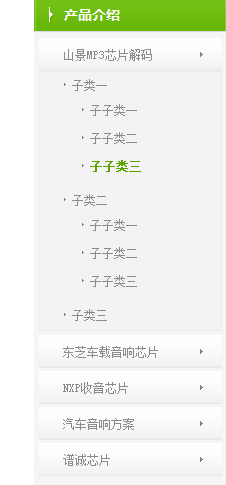 产品介绍
山景MP3芯片解码
子类一
子子类一
子子类二
子子类三
子类二
子子类一
子子类二
子子类三
子类三
东芝车载音响芯片
NXP收音芯片
汽车音响方案
谱诚芯片